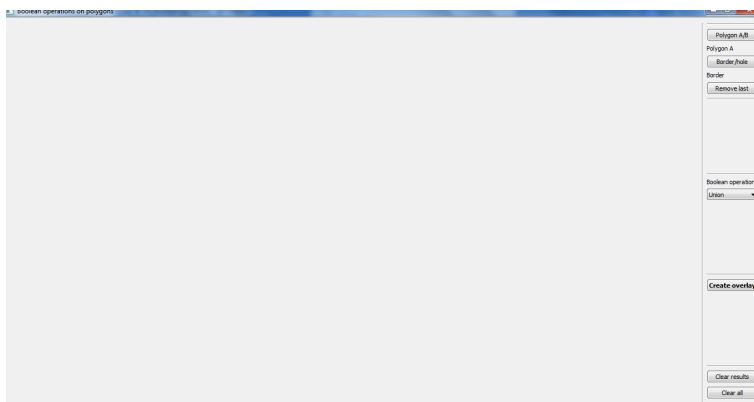 Boolean operations on polygons
Polygon A/B
Polygon A
Border/hole
Border
Remove last
Boolean operation
Union
Create overlay
Clear results
Clear all